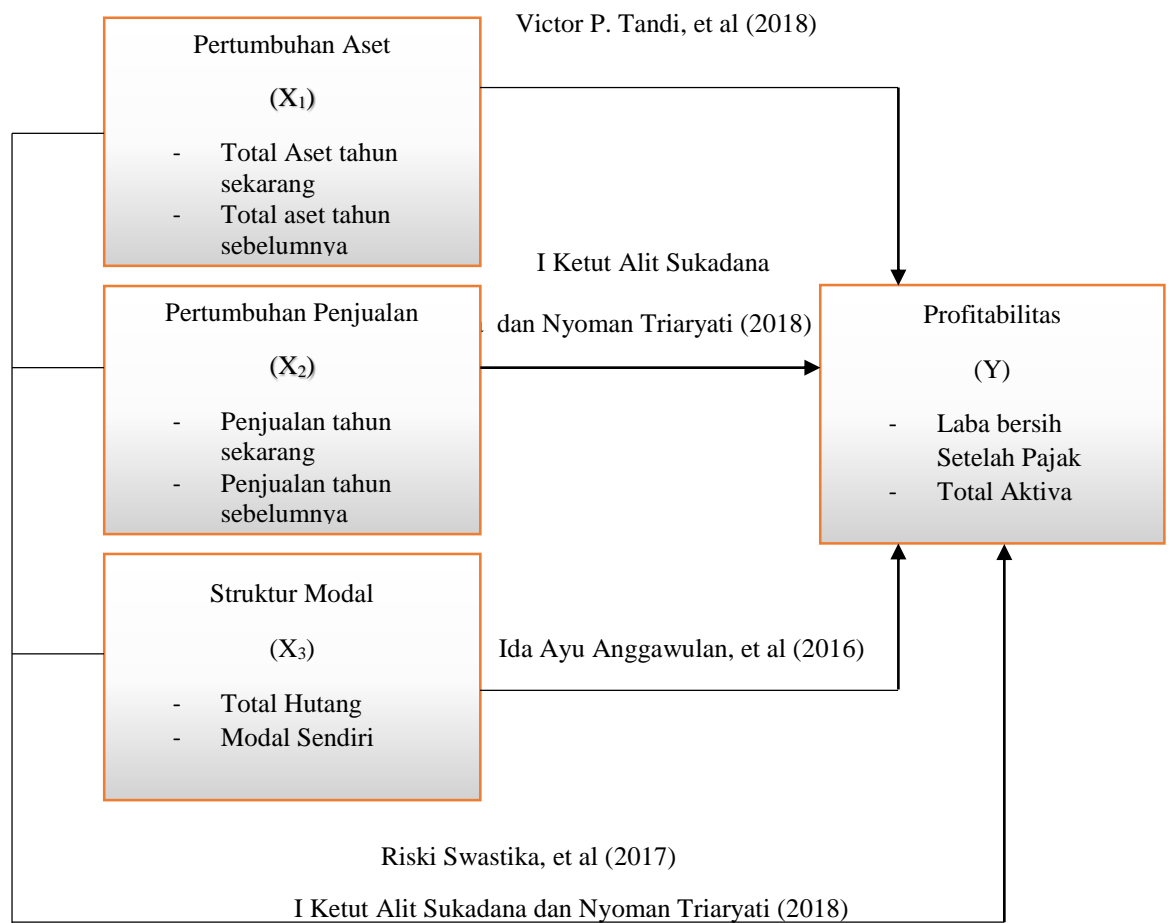 Victor P. Tandi, et al (2018)
Pertumbuhan Aset
(X₁)
- Total Aset tahun
sekarang
- Total aset tahun
sebelumnya
I Ketut Alit Sukadana
dan Nyoman Triaryati (2018)
Pertumbuhan Penjualan
(X₂)
- Penjualan tahun
sekarang
- Penjualan tahun
sebelumnya
Profitabilitas
(Y)
- Laba bersih
Setelah Pajak
- Total Aktiva
Struktur Modal
(X₃)
- Total Hutang
- Modal Sendiri
Ida Ayu Anggawulan, et al (2016)
Riski Swastika, et al (2017)
I Ketut Alit Sukadana dan Nyoman Triaryati (2018)